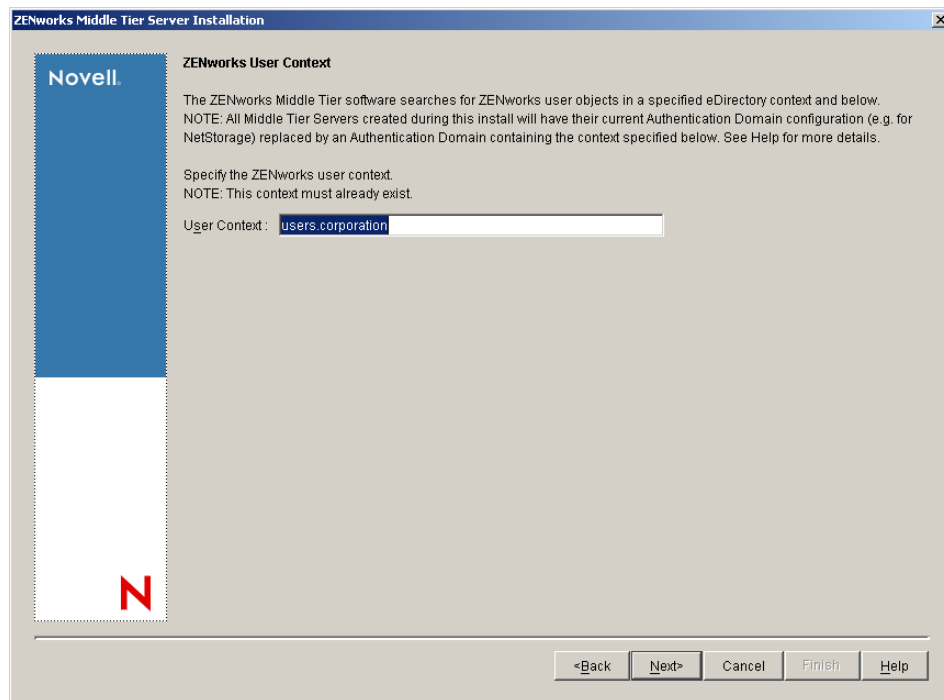 ZENworks Middle Tier Server Installation
Novell.
ZENworks User Context
The ZENworks Middle Tier software searches for ZENworks user objects in a specified eDirectory context and below.
NOTE: All Middle Tier Servers created during this install will have their current Authentication Domain configuration (e.g. for
NetStorage) replaced by an Authentication Domain containing the context specified below. See Help for more details.
Specify the ZENworks user context.
NOTE: This context must already exist.
User Context : users.corporation
N
<Back Next> Cancel Finish Help